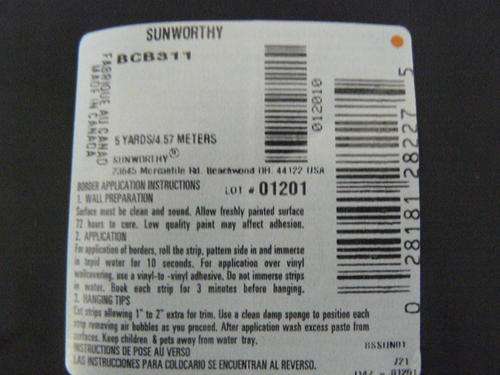 SUNWORTHY
BCB311
FABRIQUE AU CANADA
MADE IN CANADA
012010
5 YARDS/4.57 METERS
SUNWORTHY®
23645 Mercantile Rd. Beachwood OH. 44122 USA
BORDER APPLICATION INSTRUCTIONS
LOT # 01201
1. WALL PREPARATION
Surface must be clean and sound. Allow freshly painted surface
72 hours to cure. Low quality paint may affect adhesion.
2. APPLICATION
For application of borders, roll the strip, pattern side in and immerse
in tepid water for 10 seconds. For application over vinyl
wallcovering, use a vinyl-to-vinyl adhesive. Do not immerse strips
in water. Book each strip for 3 minutes before hanging.
3. HANGING TIPS
Cut strips allowing 1" to 2" extra for trim. Use a clean damp sponge to position each
strip removing air bubbles as you proceed. After application wash excess paste from
surfaces. Keep children & pets away from water tray.
INSTRUCTIONS DE POSE AU VERSO
LAS INSTRUCCIONES PARA COLOCARLO SE ENCUENTRAN AL REVERSO.
0 28181 28227 5
BSSUN01
J21